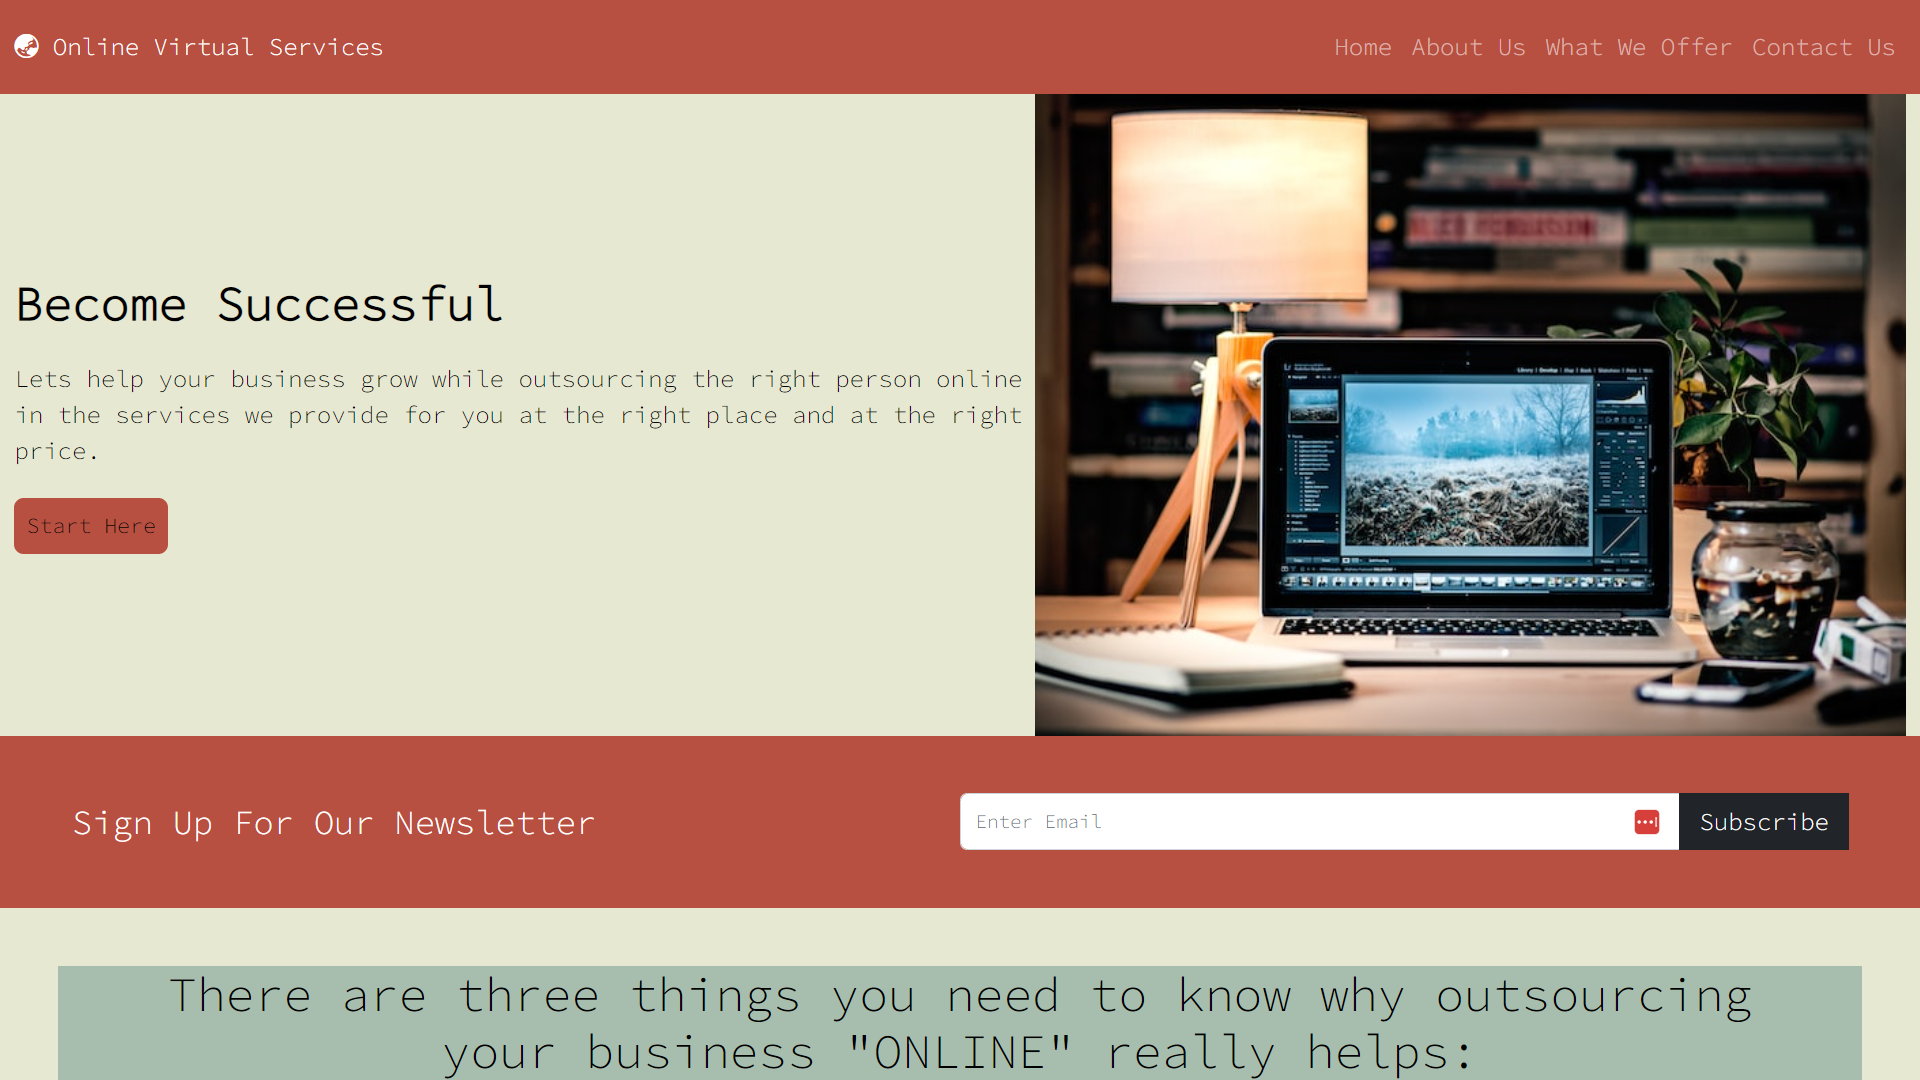 Online Virtual Services
Home About Us What We Offer Contact Us
Become Successful
Lets help your business grow while outsourcing the right person online
in the services we provide for you at the right place and at the right
price.
Start Here
Sign Up For Our Newsletter
Enter Email
Subscribe
There are three things you need to know why outsourcing
your business "ONLINE" really helps: